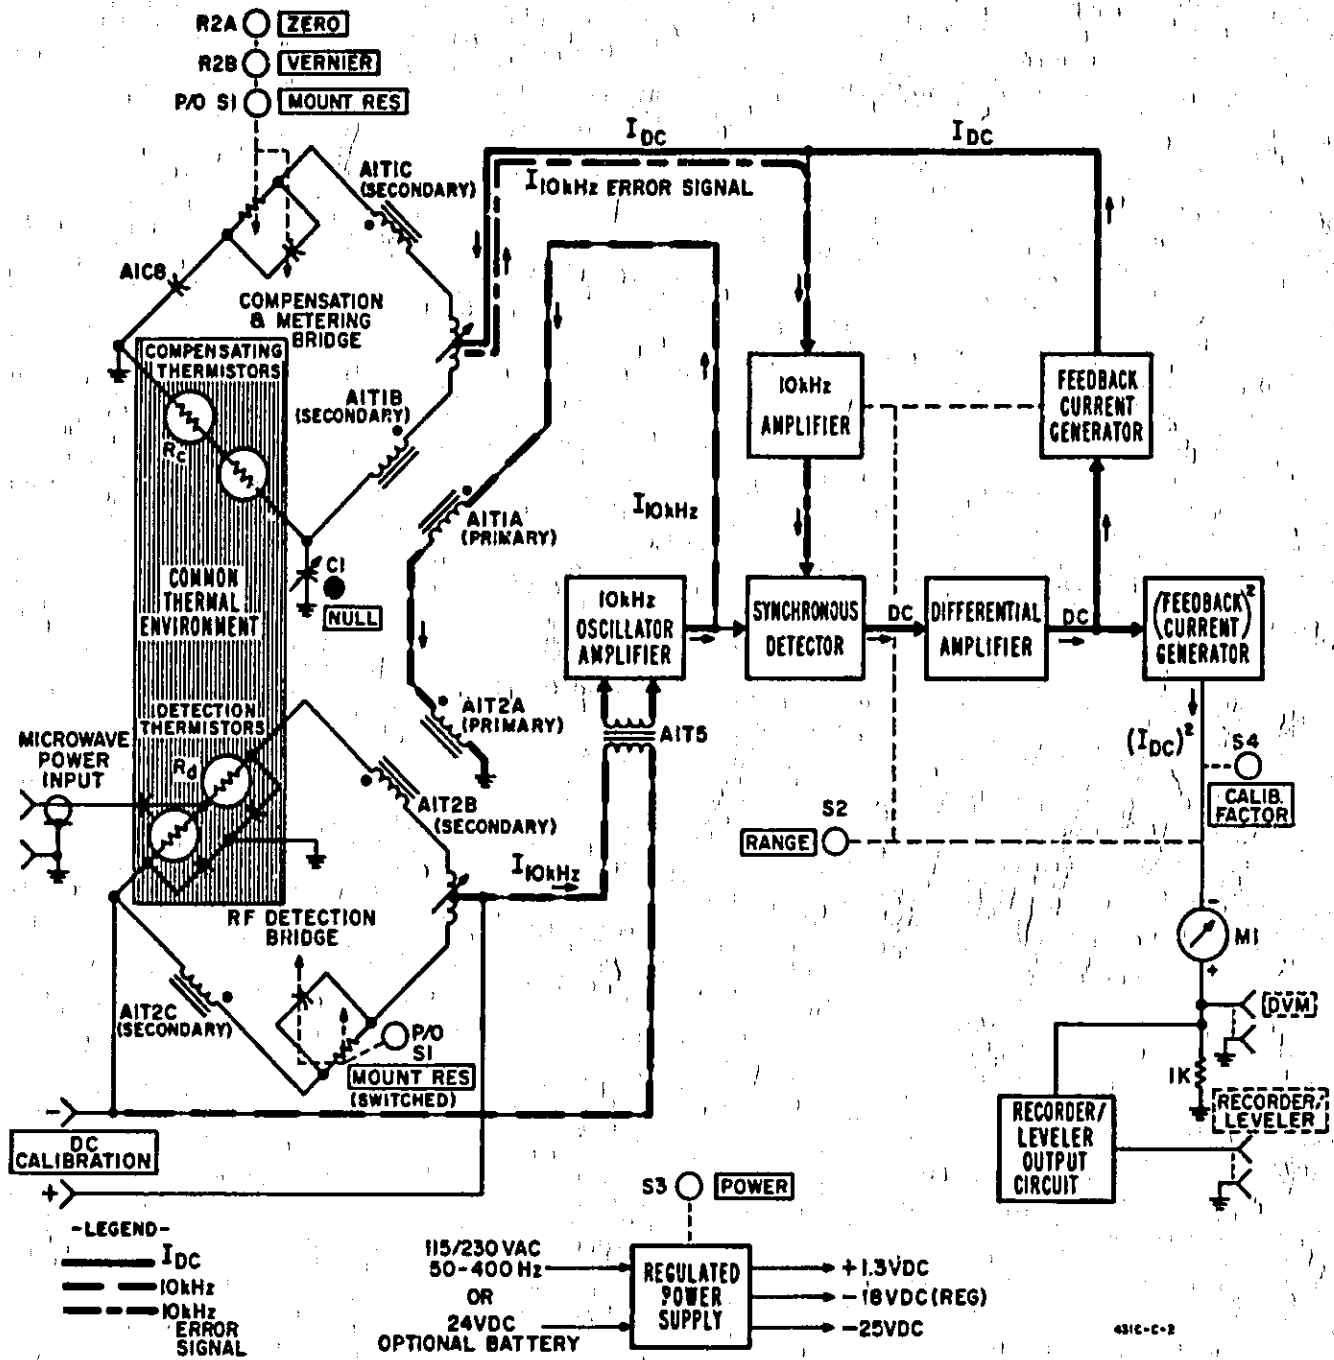 R2A ZERO
R2B VERNIER
P/O S1 MOUNT RES
A1T1C
(SECONDARY)
IDC
IDC
I10kHz ERROR SIGNAL
A1C8
COMPENSATION
& METERING
BRIDGE
COMPENSATING
THERMISTORS
Rc
A1T1B
(SECONDARY)
10kHz
AMPLIFIER
FEEDBACK
CURRENT
GENERATOR
A1T1A
(PRIMARY)
I10kHz
COMMON
THERMAL
ENVIRONMENT
C1
NULL
10kHz
OSCILLATOR
AMPLIFIER
SYNCHRONOUS
DETECTOR
DC
DIFFERENTIAL
AMPLIFIER
DC
(FEEDBACK CURRENT)2
GENERATOR
DETECTION
THERMISTORS
A1T2A
(PRIMARY)
A1T5
MICROWAVE
POWER
INPUT
Rd
(IDC)2
S4
CALIB.
FACTOR
A1T2B
(SECONDARY)
S2
RANGE
I10kHz
RF DETECTION
BRIDGE
-
M1
+
A1T2C
(SECONDARY)
P/O
S1
MOUNT RES
(SWITCHED)
DVM
1K
RECORDER/
LEVELER
RECORDER/
LEVELER
OUTPUT
CIRCUIT
-
DC
CALIBRATION
+
S3 POWER
-LEGEND-
IDC
10kHz
10kHz
ERROR
SIGNAL
115/230 VAC
50-400 Hz
OR
24VDC
OPTIONAL BATTERY
REGULATED
POWER
SUPPLY
+1.3VDC
-18VDC(REG)
-25VDC
431C-C-2